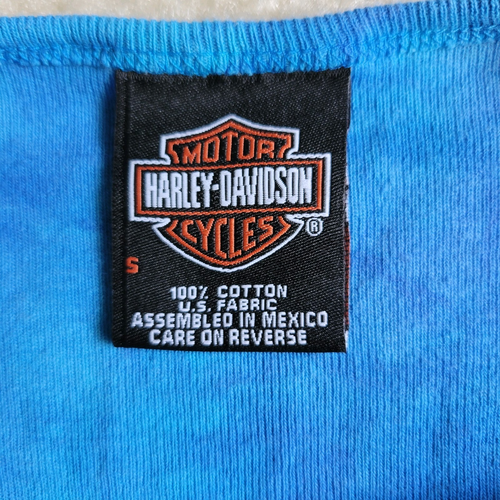 MOTOR
HARLEY-DAVIDSON
CYCLES®
S
100% COTTON
U.S. FABRIC
ASSEMBLED IN MEXICO
CARE ON REVERSE